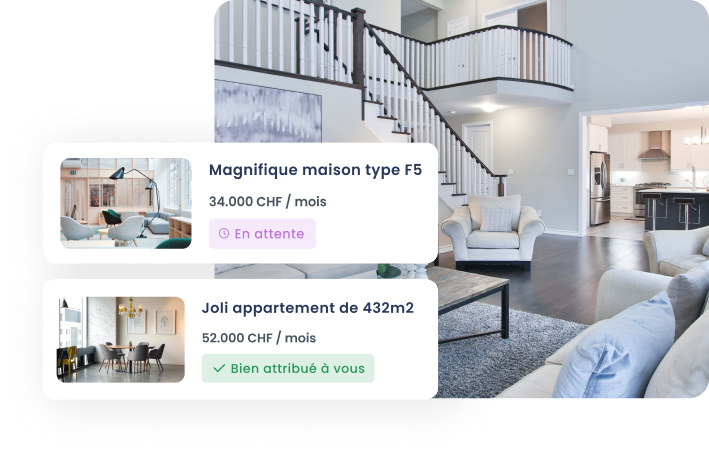 Magnifique maison type F5
34.000 CHF / mois
En attente
Joli appartement de 432m2
52.000 CHF / mois
Bien attribué à vous